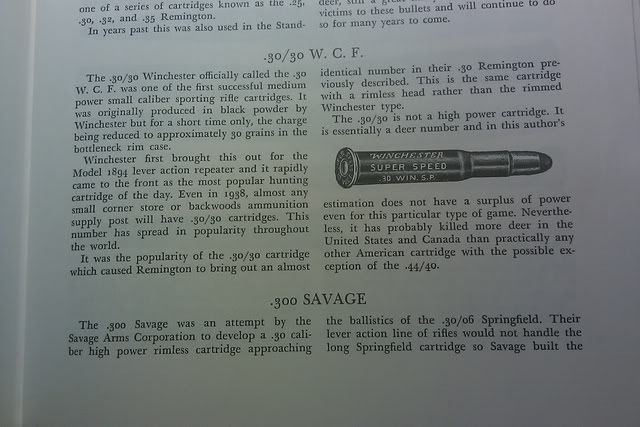 one of a series of cartridges known as the .25,
.30, .32, and .35 Remington.
In years past this was also used in the Stand-
victims to these bullets and will continue to do
so for many years to come.
.30/30 W. C. F.
The .30/30 Winchester officially called the .30
W. C. F. was one of the first successful medium
power small caliber sporting rifle cartridges. It
was originally produced in black powder by
Winchester but for a short time only, the charge
being reduced to approximately 30 grains in the
bottleneck rim case.
Winchester first brought this out for the
Model 1894 lever action repeater and it rapidly
came to the front as the most popular hunting
cartridge of the day. Even in 1938, almost any
small corner store or backwoods ammunition
supply post will have .30/30 cartridges. This
number has spread in popularity throughout
the world.
It was the popularity of the .30/30 cartridge
which caused Remington to bring out an almost
identical number in their .30 Remington pre-
viously described. This is the same cartridge
with a rimless head rather than the rimmed
Winchester type.
The .30/30 is not a high power cartridge. It
is essentially a deer number and in this author's
WINCHESTER
SUPER SPEED
.30 WIN. S.P.
estimation does not have a surplus of power
even for this particular type of game. Neverthe-
less, it has probably killed more deer in the
United States and Canada than practically any
other American cartridge with the possible ex-
ception of the .44/40.
.300 SAVAGE
The .300 Savage was an attempt by the
Savage Arms Corporation to develop a .30 cali-
ber high power rimless cartridge approaching
the ballistics of the .30/06 Springfield. Their
lever action line of rifles would not handle the
long Springfield cartridge so Savage built the